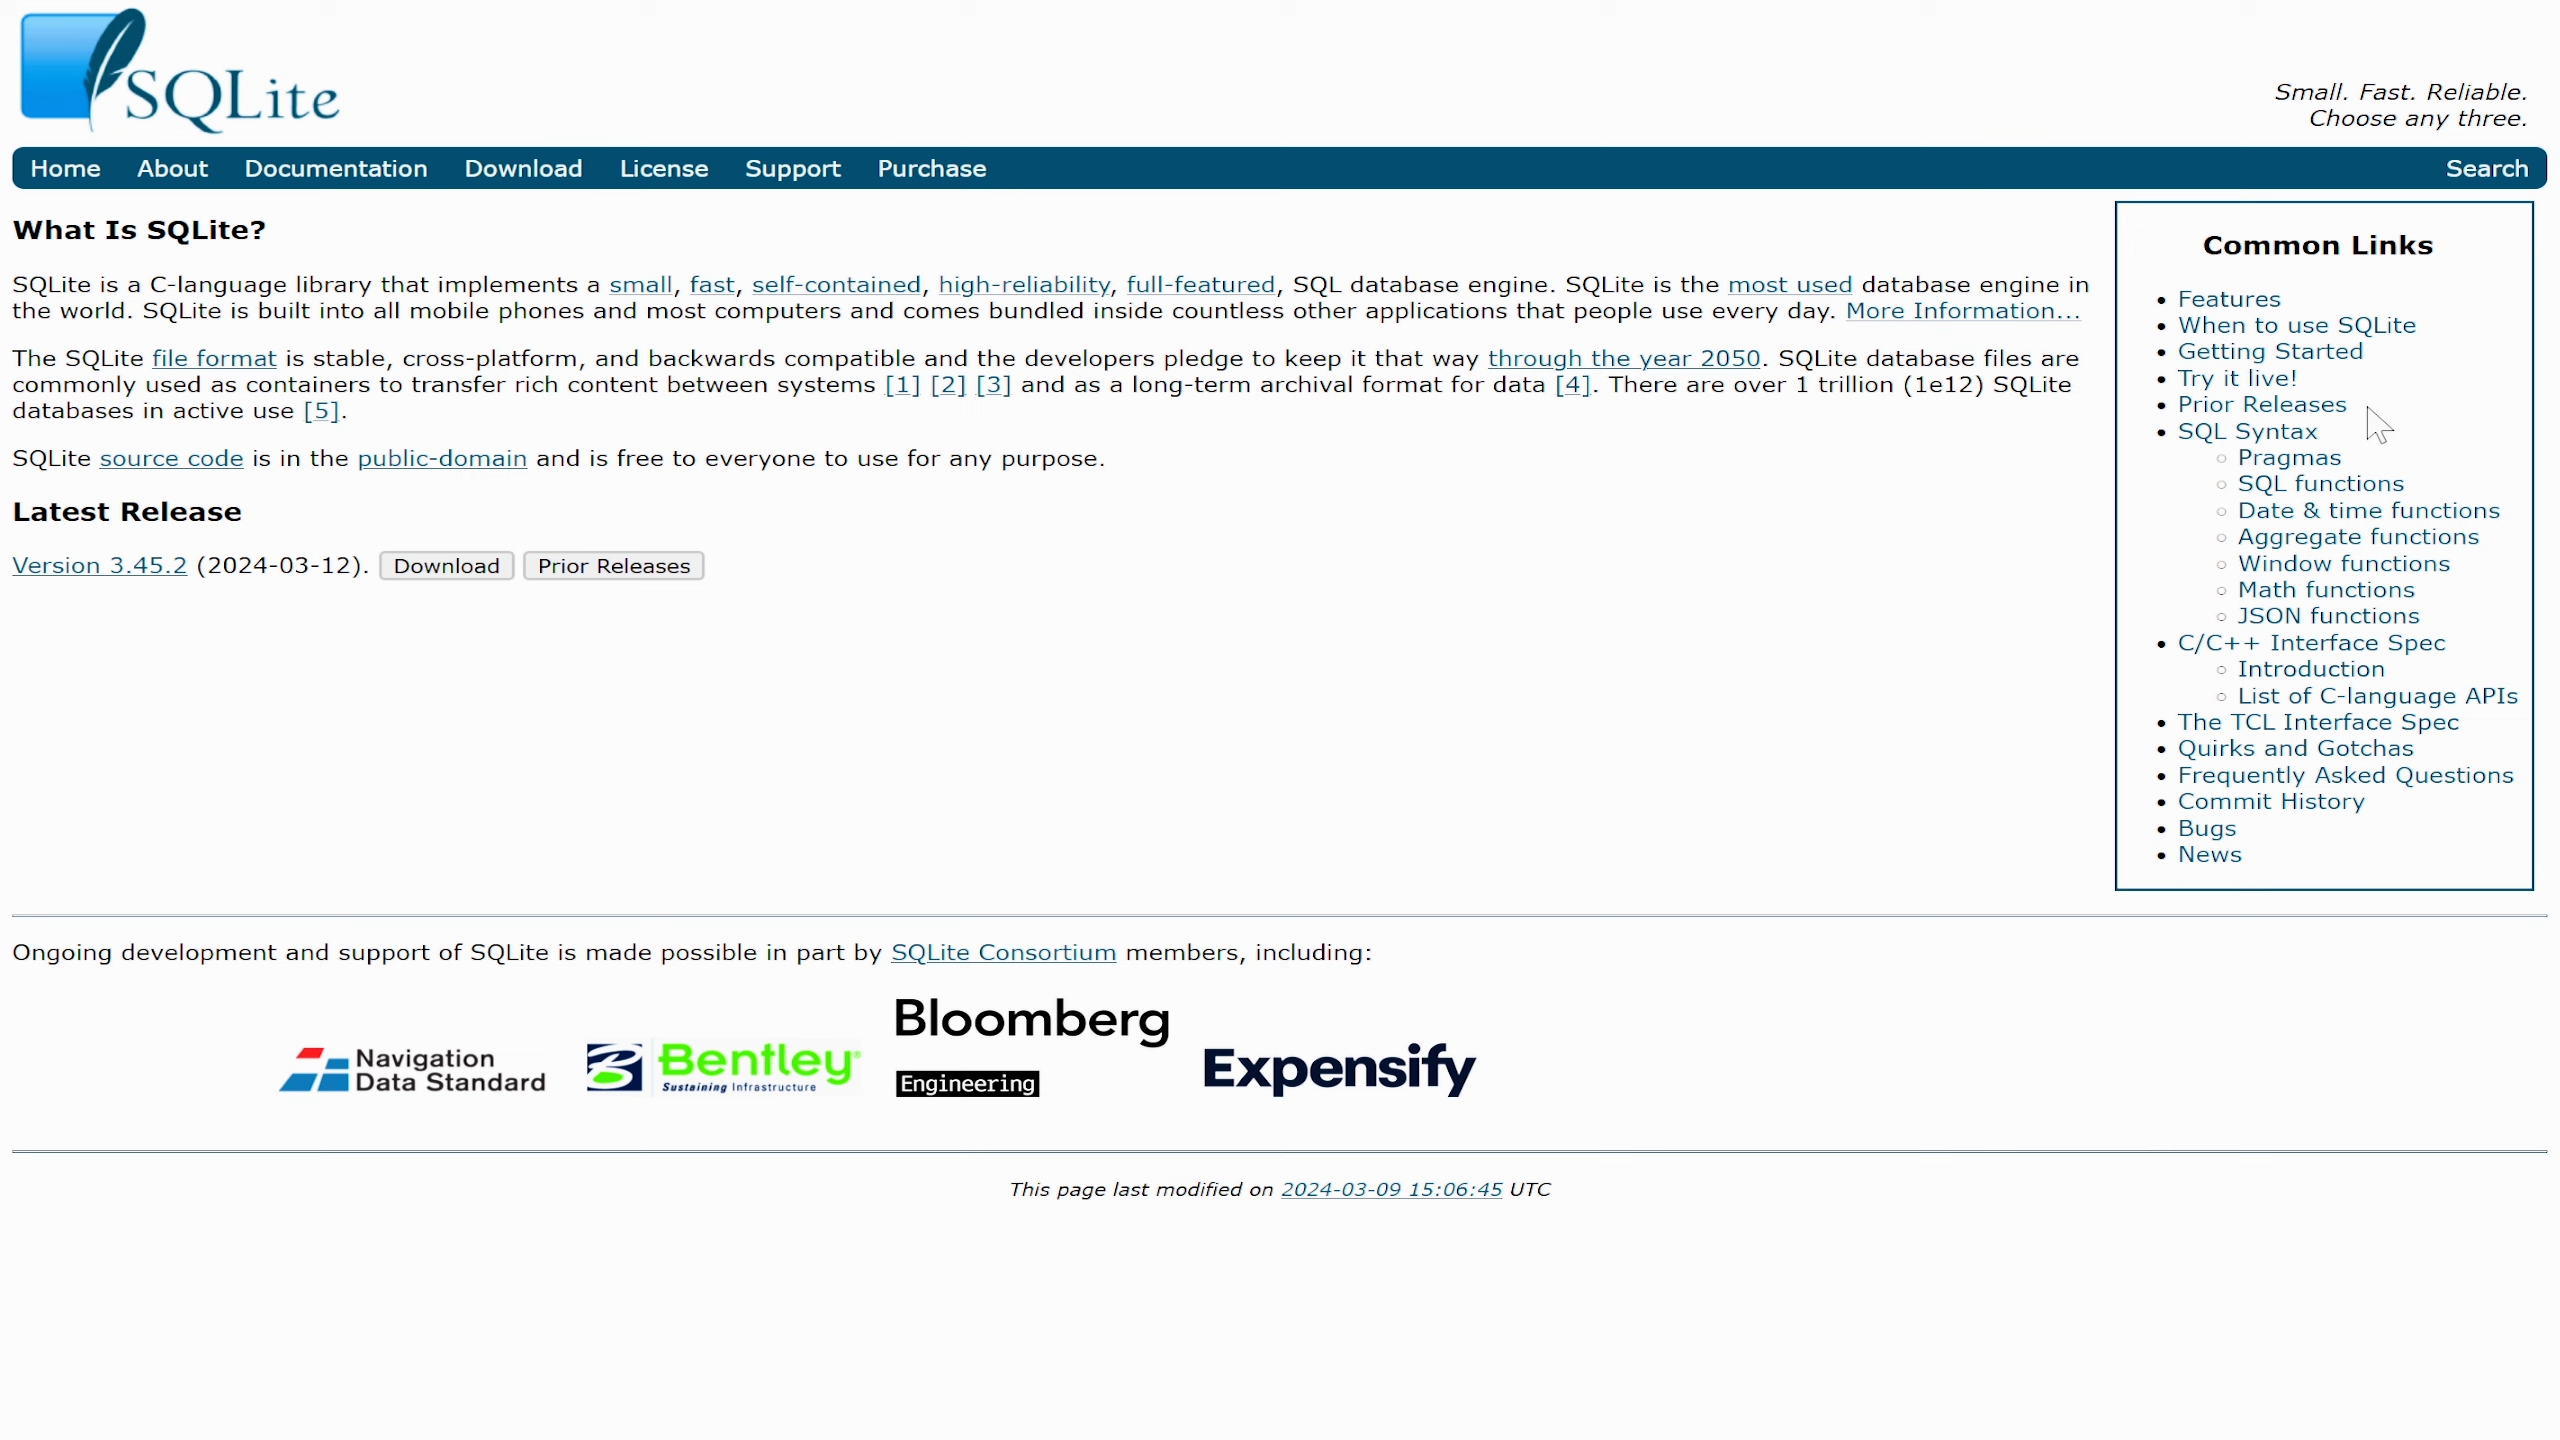 SQLite
Small. Fast. Reliable.
Choose any three.
Home About Documentation Download License Support Purchase Search
What Is SQLite?
SQLite is a C-language library that implements a small, fast, self-contained, high-reliability, full-featured, SQL database engine. SQLite is the most used database engine in
the world. SQLite is built into all mobile phones and most computers and comes bundled inside countless other applications that people use every day. More Information...
The SQLite file format is stable, cross-platform, and backwards compatible and the developers pledge to keep it that way through the year 2050. SQLite database files are
commonly used as containers to transfer rich content between systems [1] [2] [3] and as a long-term archival format for data [4]. There are over 1 trillion (1e12) SQLite
databases in active use [5].
SQLite source code is in the public-domain and is free to everyone to use for any purpose.
Latest Release
Version 3.45.2 (2024-03-12). Download Prior Releases
Common Links
Features
When to use SQLite
Getting Started
Try it live!
Prior Releases
SQL Syntax
Pragmas
SQL functions
Date & time functions
Aggregate functions
Window functions
Math functions
JSON functions
C/C++ Interface Spec
Introduction
List of C-language APIs
The TCL Interface Spec
Quirks and Gotchas
Frequently Asked Questions
Commit History
Bugs
News
Ongoing development and support of SQLite is made possible in part by SQLite Consortium members, including:
Navigation
Data Standard
Bentley®
Sustaining Infrastructure
Bloomberg
Engineering
Expensify
This page last modified on 2024-03-09 15:06:45 UTC